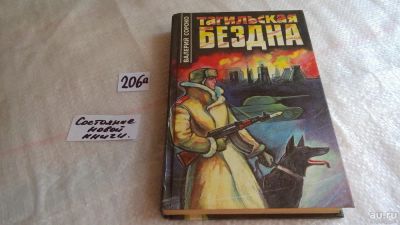 206а
Состояние
новой
книги.
ВАЛЕРИЙ СОРОКО
тагильская
БЕЗДНА
au.ru